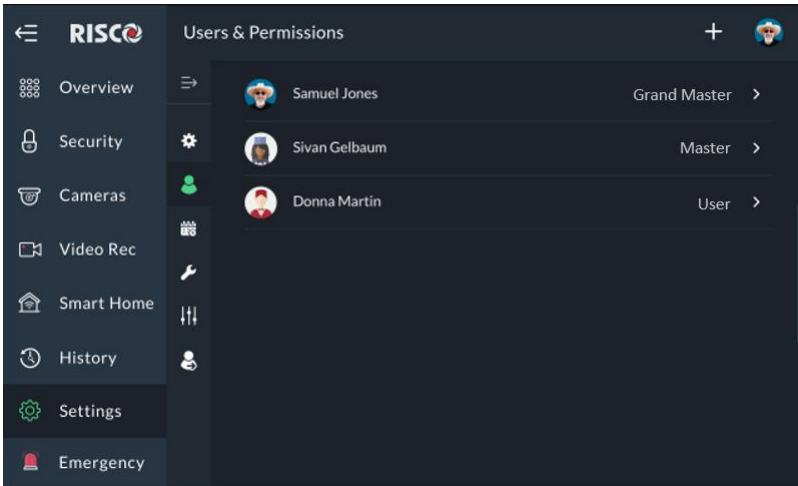 RISCO
Users & Permissions
Overview
Security
Cameras
Video Rec
Smart Home
History
Settings
Emergency
Samuel Jones Grand Master
Sivan Gelbaum Master
Donna Martin User